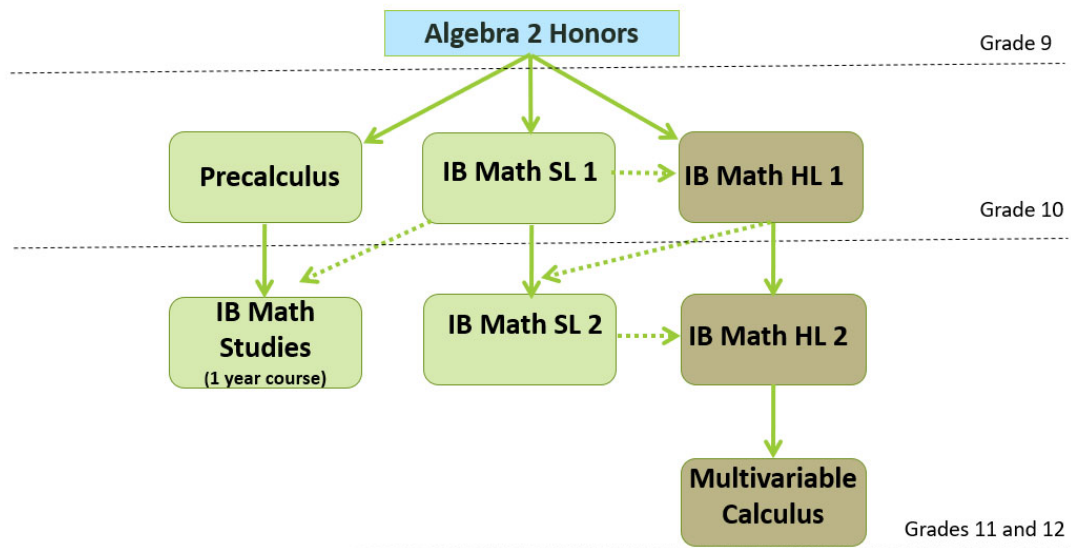 Algebra 2 Honors
Grade 9
Precalculus
IB Math SL 1
IB Math HL 1
Grade 10
IB Math
Studies
(1 year course)
IB Math SL 2
IB Math HL 2
Multivariable
Calculus
Grades 11 and 12